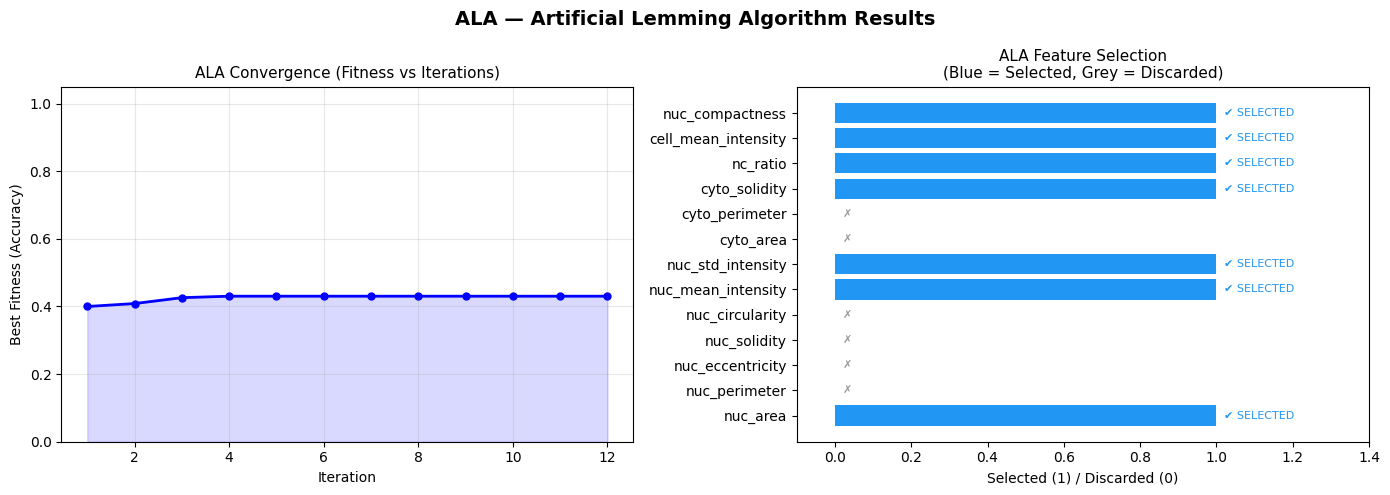 ALA — Artificial Lemming Algorithm Results
ALA Convergence (Fitness vs Iterations)
Best Fitness (Accuracy)
1.0
0.8
0.6
0.4
0.2
0.0
2 4 6 8 10 12
Iteration
ALA Feature Selection
(Blue = Selected, Grey = Discarded)
nuc_compactness ✔ SELECTED
cell_mean_intensity ✔ SELECTED
nc_ratio ✔ SELECTED
cyto_solidity ✔ SELECTED
cyto_perimeter ✗
cyto_area ✗
nuc_std_intensity ✔ SELECTED
nuc_mean_intensity ✔ SELECTED
nuc_circularity ✗
nuc_solidity ✗
nuc_eccentricity ✗
nuc_perimeter ✗
nuc_area ✔ SELECTED
0.0 0.2 0.4 0.6 0.8 1.0 1.2 1.4
Selected (1) / Discarded (0)